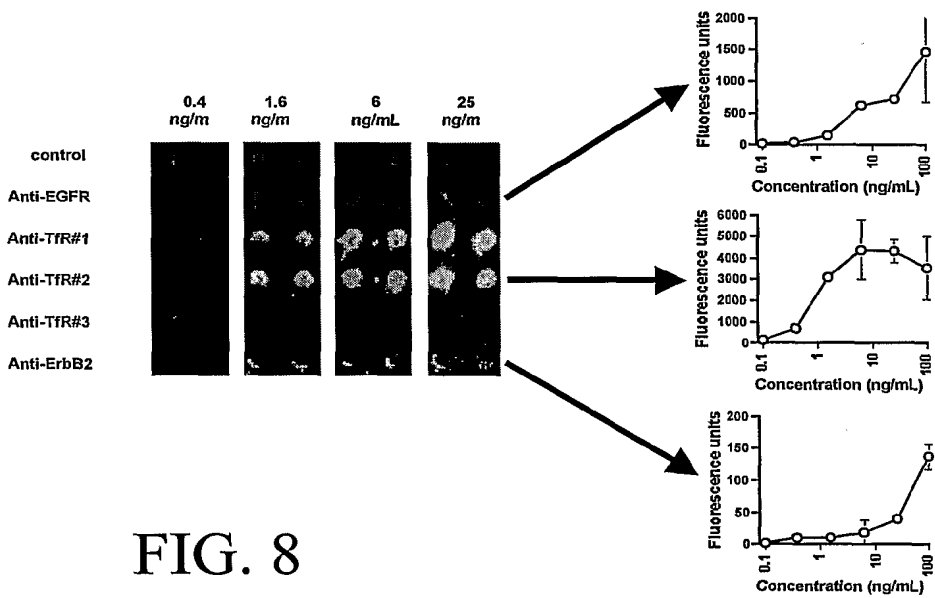 0.4 ng/m
1.6 ng/m
6 ng/mL
25 ng/m
control
Anti-EGFR
Anti-TfR#1
Anti-TfR#2
Anti-TfR#3
Anti-ErbB2
Fluorescence units
2000
1500
1000
500
0
0.1
1
10
100
Concentration (ng/mL)
Fluorescence units
6000
5000
4000
3000
2000
1000
0
0.1
1
10
100
Concentration (ng/mL)
Fluorescence units
200
150
100
50
0
0.1
1
10
100
Concentration (ng/mL)
FIG. 8